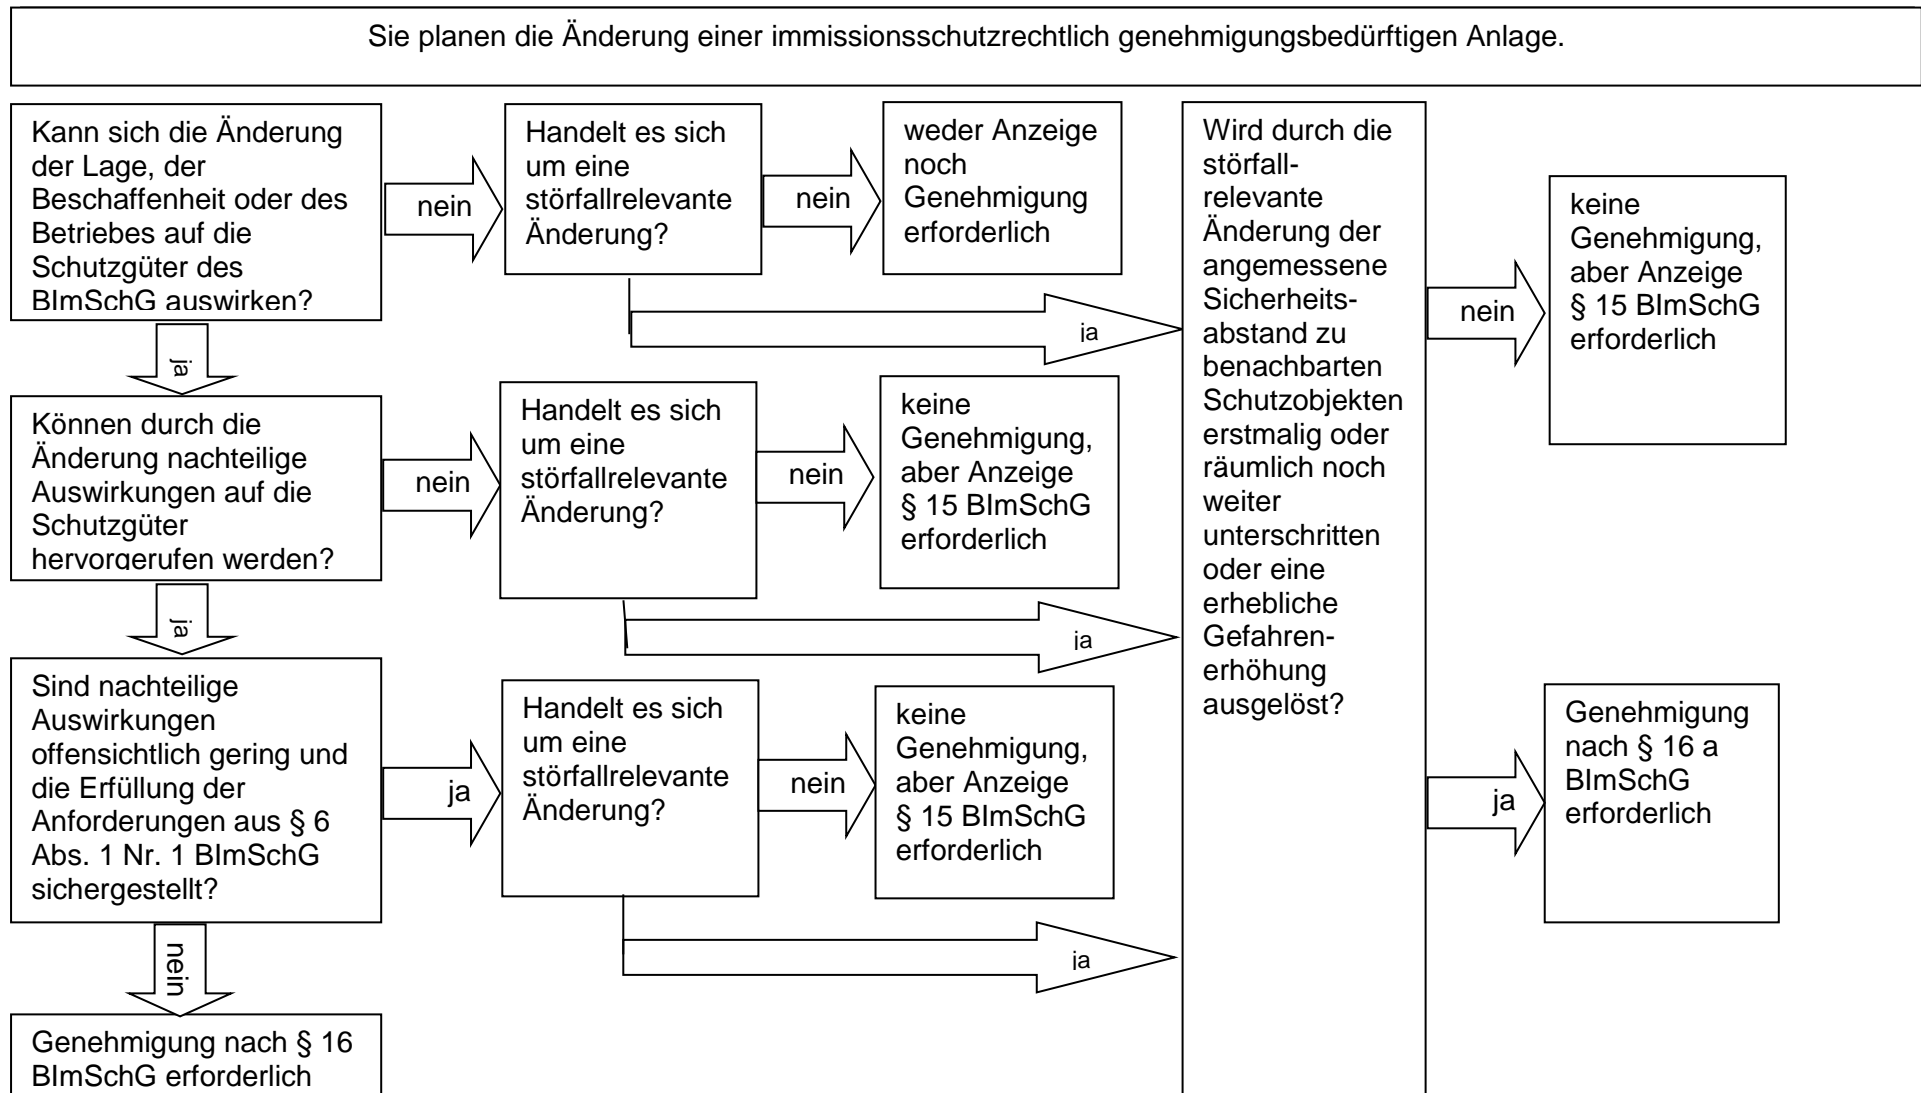 Sie planen die Änderung einer immissionsschutzrechtlich genehmigungsbedürftigen Anlage.
Kann sich die Änderung
der Lage, der
Beschaffenheit oder des
Betriebes auf die
Schutzgüter des
BImSchG auswirken?
nein
Handelt es sich
um eine
störfallrelevante
Änderung?
nein
weder Anzeige
noch
Genehmigung
erforderlich
ja
ja
Können durch die
Änderung nachteilige
Auswirkungen auf die
Schutzgüter
hervorgerufen werden?
nein
Handelt es sich
um eine
störfallrelevante
Änderung?
nein
keine
Genehmigung,
aber Anzeige
§ 15 BImSchG
erforderlich
ja
ja
Sind nachteilige
Auswirkungen
offensichtlich gering und
die Erfüllung der
Anforderungen aus § 6
Abs. 1 Nr. 1 BImSchG
sichergestellt?
ja
Handelt es sich
um eine
störfallrelevante
Änderung?
nein
keine
Genehmigung,
aber Anzeige
§ 15 BImSchG
erforderlich
ja
nein
Genehmigung nach § 16
BImSchG erforderlich
Wird durch die
störfall-
relevante
Änderung der
angemessene
Sicherheits-
abstand zu
benachbarten
Schutzobjekten
erstmalig oder
räumlich noch
weiter
unterschritten
oder eine
erhebliche
Gefahren-
erhöhung
ausgelöst?
nein
keine
Genehmigung,
aber Anzeige
§ 15 BImSchG
erforderlich
ja
Genehmigung
nach § 16 a
BImSchG
erforderlich